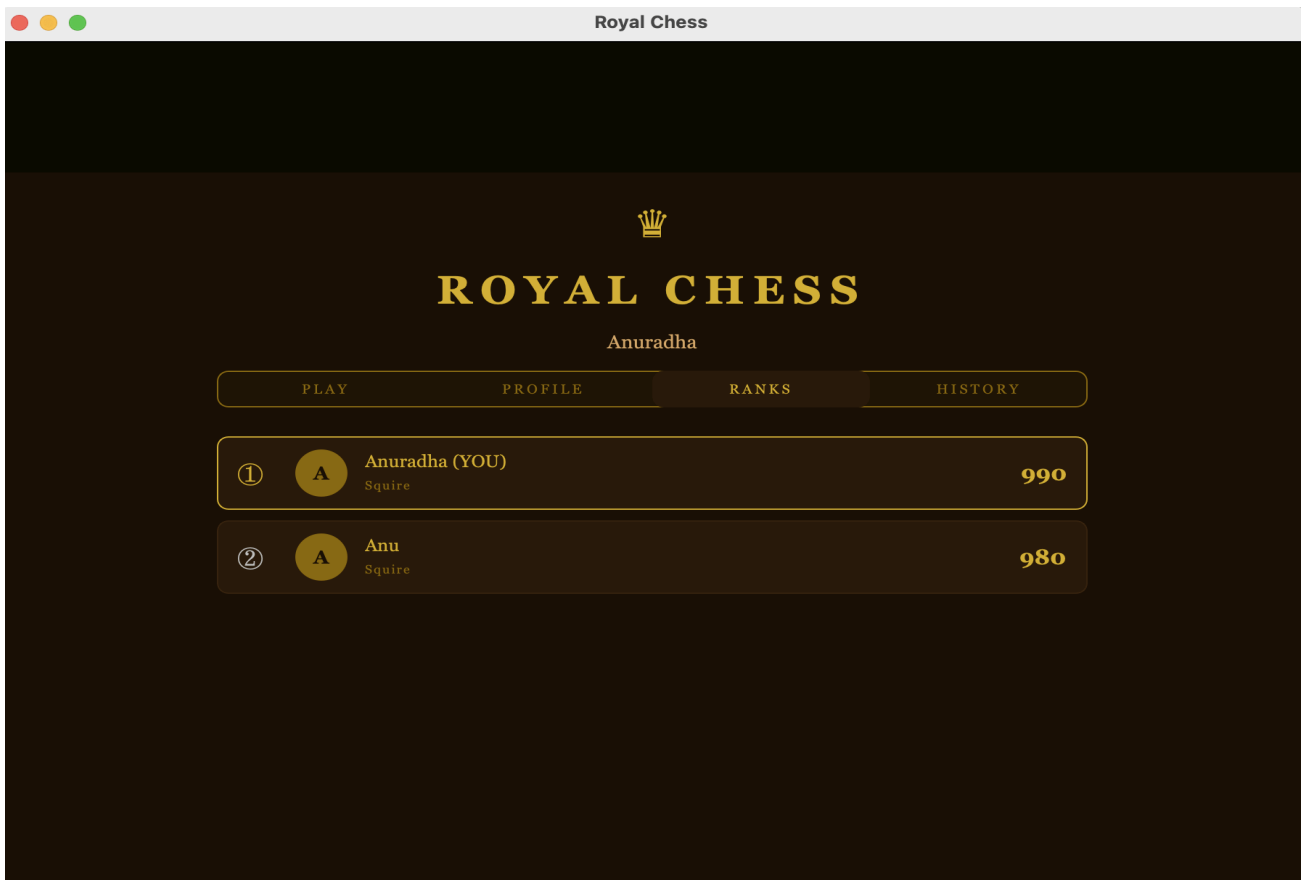 Royal Chess
ROYAL CHESS
Anuradha
PLAY PROFILE RANKS HISTORY
① A Anuradha (YOU) 990
Squire
② A Anu 980
Squire